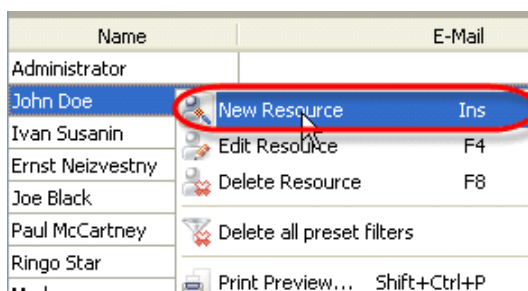 Name E-Mail
Administrator
John Doe
New Resource Ins
Ivan Susanin
Edit Resource F4
Ernst Neizvestny
Delete Resource F8
Joe Black
Paul McCartney
Delete all preset filters
Ringo Star
Print Preview... Shift+Ctrl+P